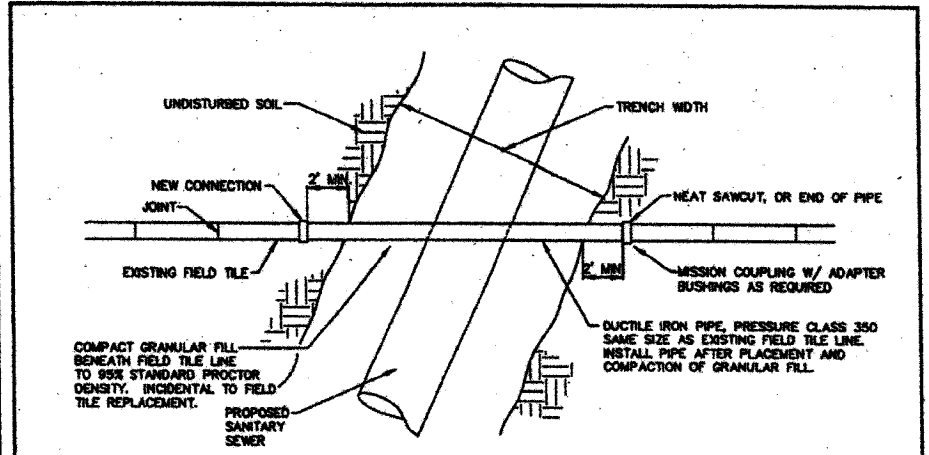 UNDISTURBED SOIL
TRENCH WIDTH
2' MIN
NEW CONNECTION
NEAT SAWCUT, OR END OF PIPE
JOINT
EXISTING FIELD TILE
2' MIN
MISSION COUPLING W/ ADAPTER
BUSHINGS AS REQUIRED
DUCTILE IRON PIPE, PRESSURE CLASS 350
SAME SIZE AS EXISTING FIELD TILE LINE.
INSTALL PIPE AFTER PLACEMENT AND
COMPACTION OF GRANULAR FILL.
COMPACT GRANULAR FILL
BENEATH FIELD TILE LINE
TO 95% STANDARD PROCTOR
DENSITY. INCIDENTAL TO FIELD
TILE REPLACEMENT.
PROPOSED
SANITARY
SEWER